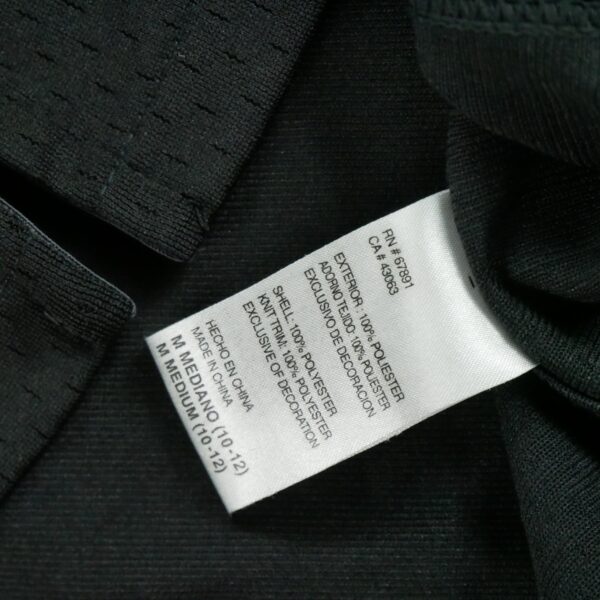 RN # 67891
CA # 43063
EXTERIOR : 100% POLIESTER
ADORNO TEJIDO: 100% POLIESTER
EXCLUSIVO DE DECORACION
SHELL: 100% POLYESTER
KNIT TRIM: 100% POLYESTER
EXCLUSIVE OF DECORATION
HECHO EN CHINA
MADE IN CHINA
M MEDIANO (10-12)
M MEDIUM (10-12)